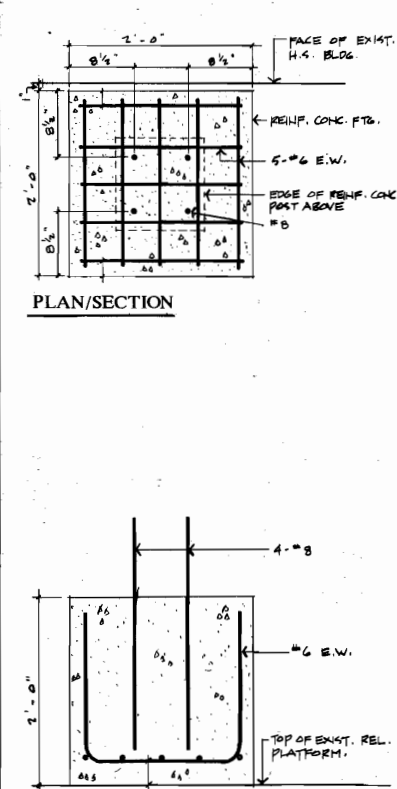 2'-0"
8½"
8½"
FACE OF EXIST.
H.S. BLDG.
1"
8½"
REINF. CONC. FTG.
5-#6 E.W.
2'-0"
EDGE OF REINF. CONC
POST ABOVE
8½"
#8
PLAN/SECTION
4-#8
2'-0"
#6 E.W.
TOP OF EXIST. REL.
PLATFORM.